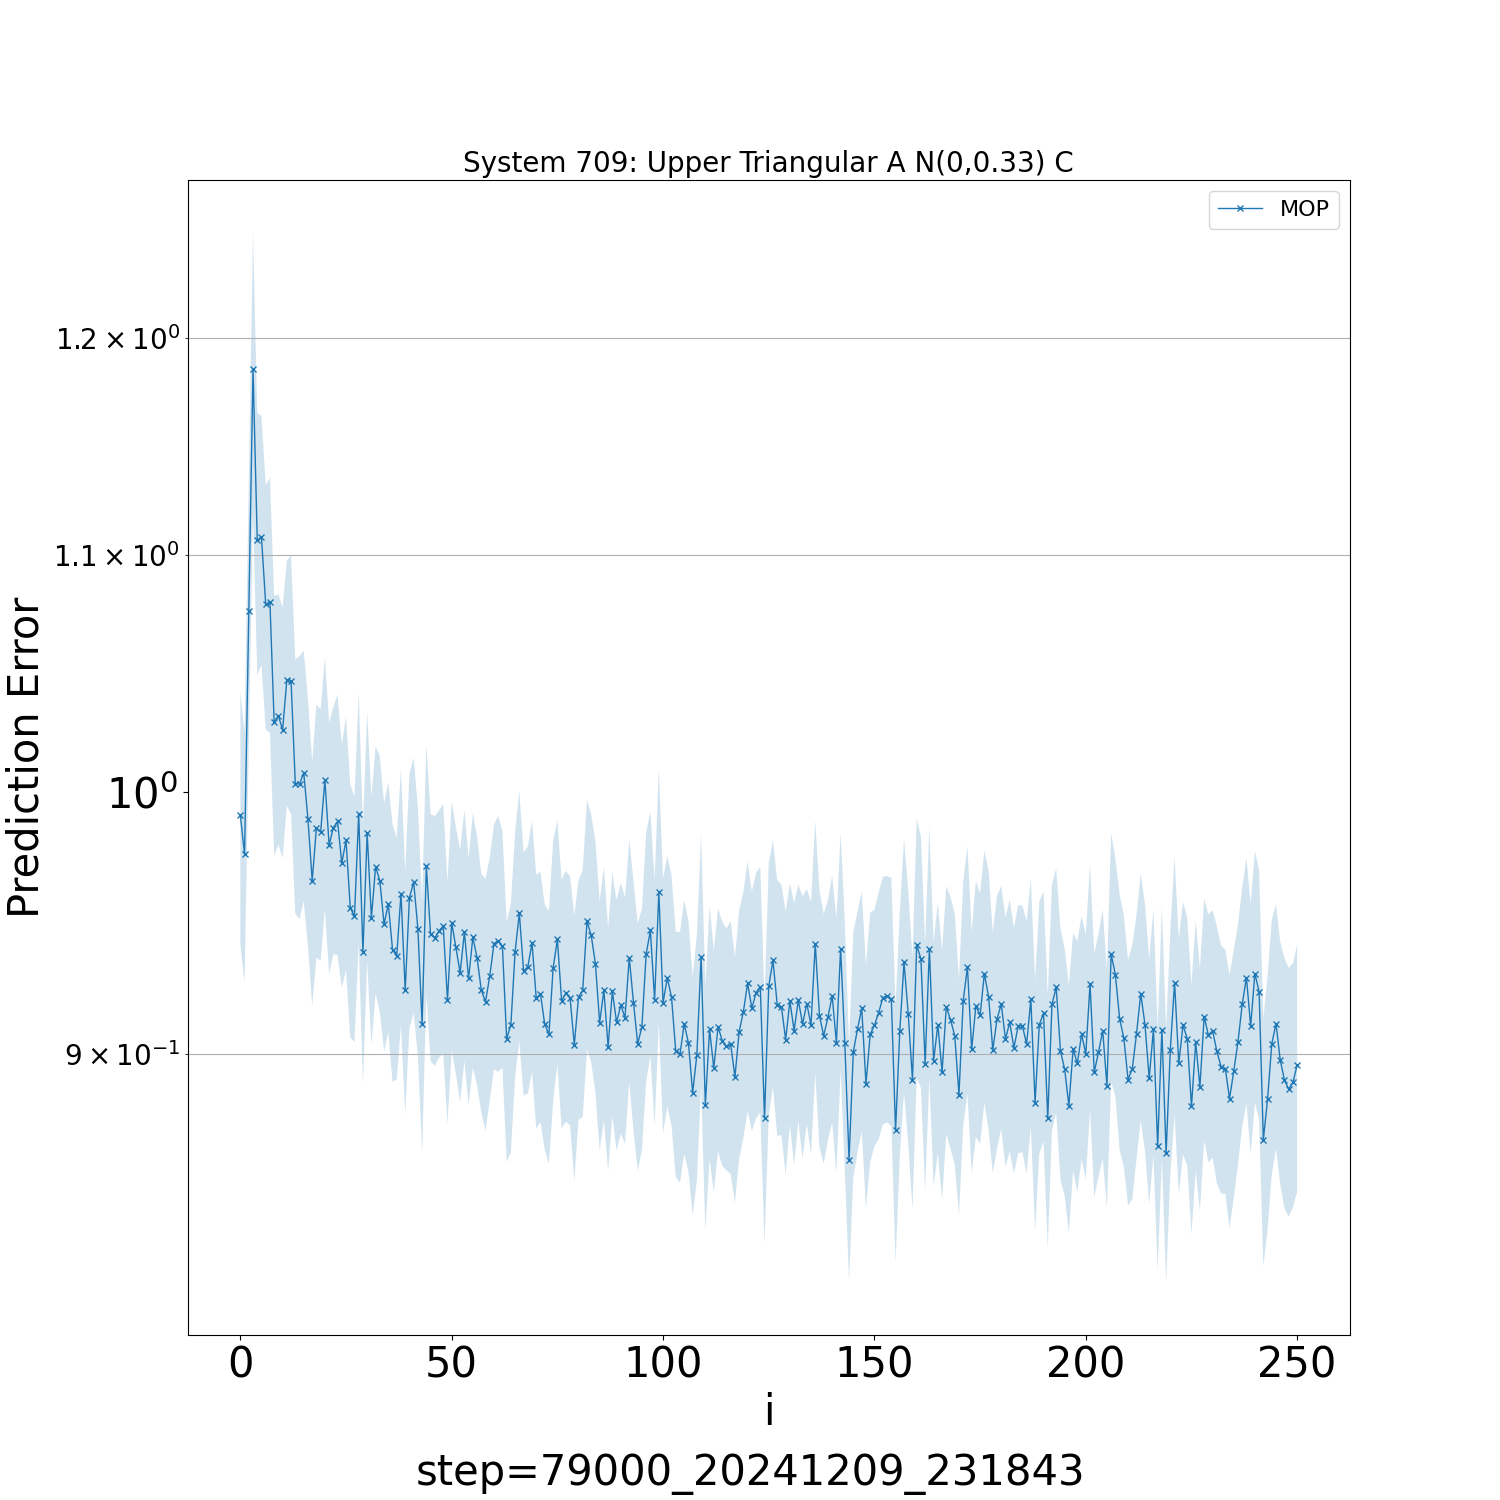 System 709: Upper Triangular A N(0,0.33) C
MOP
Prediction Error
1.2 × 10⁰
1.1 × 10⁰
10⁰
9 × 10⁻¹
0 50 100 150 200 250
i
step=79000_20241209_231843